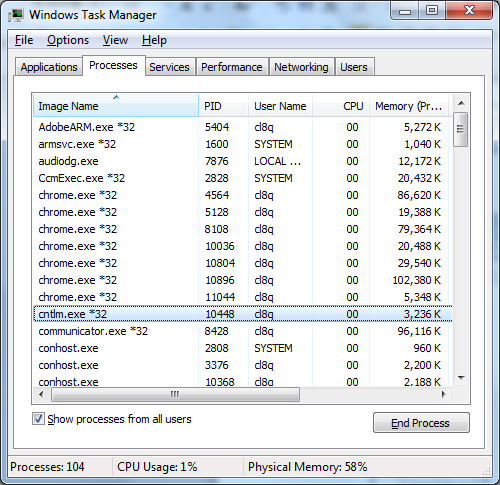 Windows Task Manager
File Options View Help
Applications Processes Services Performance Networking Users
Image Name PID User Name CPU Memory (Pr...
AdobeARM.exe *32 5404 cl8q 00 5,272 K
armsvc.exe *32 1600 SYSTEM 00 1,040 K
audiodg.exe 7876 LOCAL ... 00 12,172 K
CcmExec.exe *32 2828 SYSTEM 00 20,432 K
chrome.exe *32 4564 cl8q 00 86,620 K
chrome.exe *32 5128 cl8q 00 19,388 K
chrome.exe *32 8108 cl8q 00 79,364 K
chrome.exe *32 10036 cl8q 00 20,488 K
chrome.exe *32 10804 cl8q 00 29,540 K
chrome.exe *32 10896 cl8q 00 102,380 K
chrome.exe *32 11044 cl8q 00 5,348 K
cntlm.exe *32 10448 cl8q 00 3,236 K
communicator.exe *32 8428 cl8q 00 96,116 K
conhost.exe 2808 SYSTEM 00 960 K
conhost.exe 3376 cl8q 00 2,200 K
conhost.exe 10368 cl8q 00 2,188 K
Show processes from all users
End Process
Processes: 104 CPU Usage: 1% Physical Memory: 58%